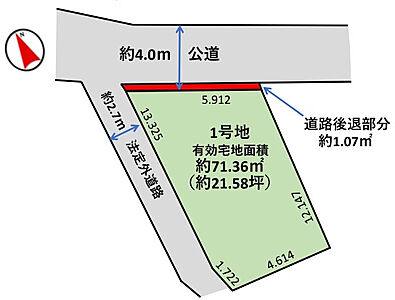 N
約4.0m 公道
5.912
約2.7m
法定外道路
13.325
1号地
有効宅地面積
約71.36㎡
(約21.58坪)
道路後退部分
約1.07㎡
12.147
4.614
1.722